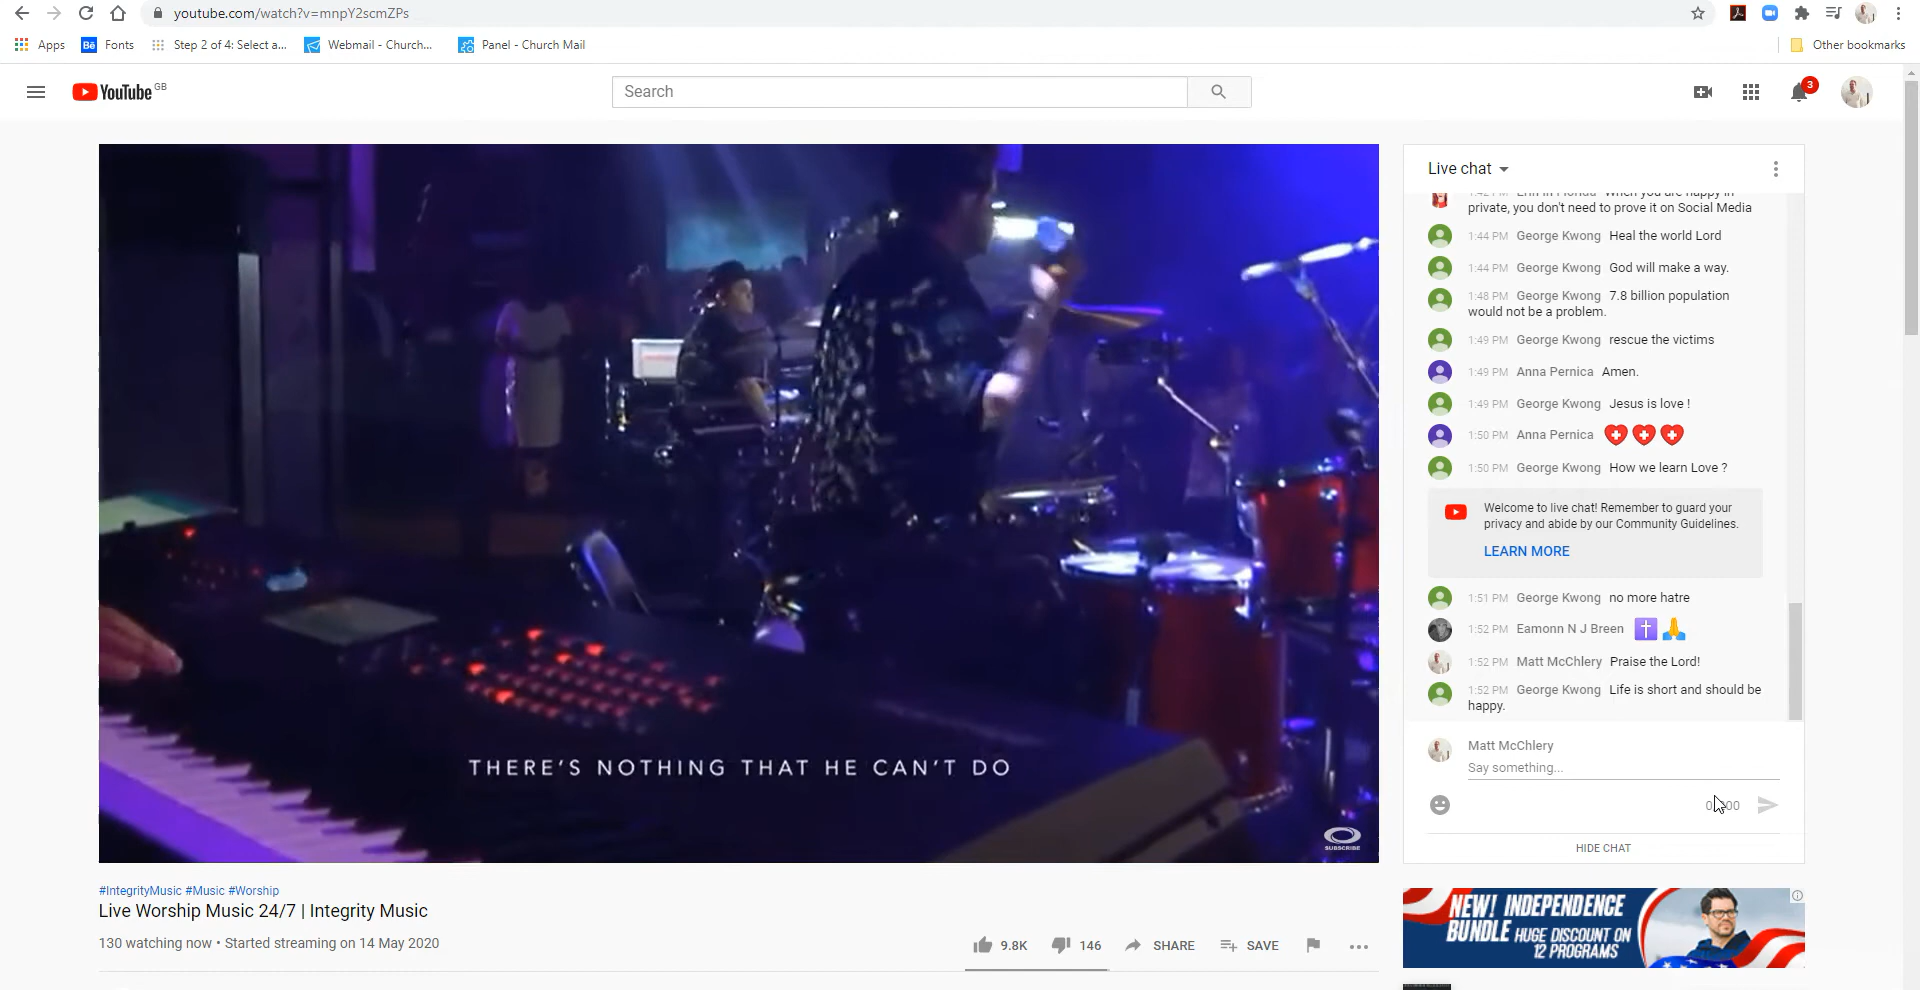 youtube.com/watch?v=mnpY2scmZPs
Apps
Fonts
Step 2 of 4: Select a...
Webmail - Church...
Panel - Church Mail
Other bookmarks
YouTube GB
Search
3
Live chat
private, you don't need to prove it on Social Media
1:44 PM George Kwong Heal the world Lord
1:44 PM George Kwong God will make a way.
1:48 PM George Kwong 7.8 billion population
would not be a problem.
1:49 PM George Kwong rescue the victims
1:49 PM Anna Pernica Amen.
1:49 PM George Kwong Jesus is love !
1:50 PM Anna Pernica
1:50 PM George Kwong How we learn Love ?
Welcome to live chat! Remember to guard your
privacy and abide by our Community Guidelines.
LEARN MORE
1:51 PM George Kwong no more hatre
1:52 PM Eamonn N J Breen
1:52 PM Matt McChlery Praise the Lord!
1:52 PM George Kwong Life is short and should be
happy.
Matt McChlery
Say something...
HIDE CHAT
THERE'S NOTHING THAT HE CAN'T DO
SUBSCRIBE
#IntegrityMusic #Music #Worship
Live Worship Music 24/7 | Integrity Music
130 watching now • Started streaming on 14 May 2020
9.8K
146
SHARE
SAVE
NEW! INDEPENDENCE
BUNDLE HUGE DISCOUNT ON
12 PROGRAMS